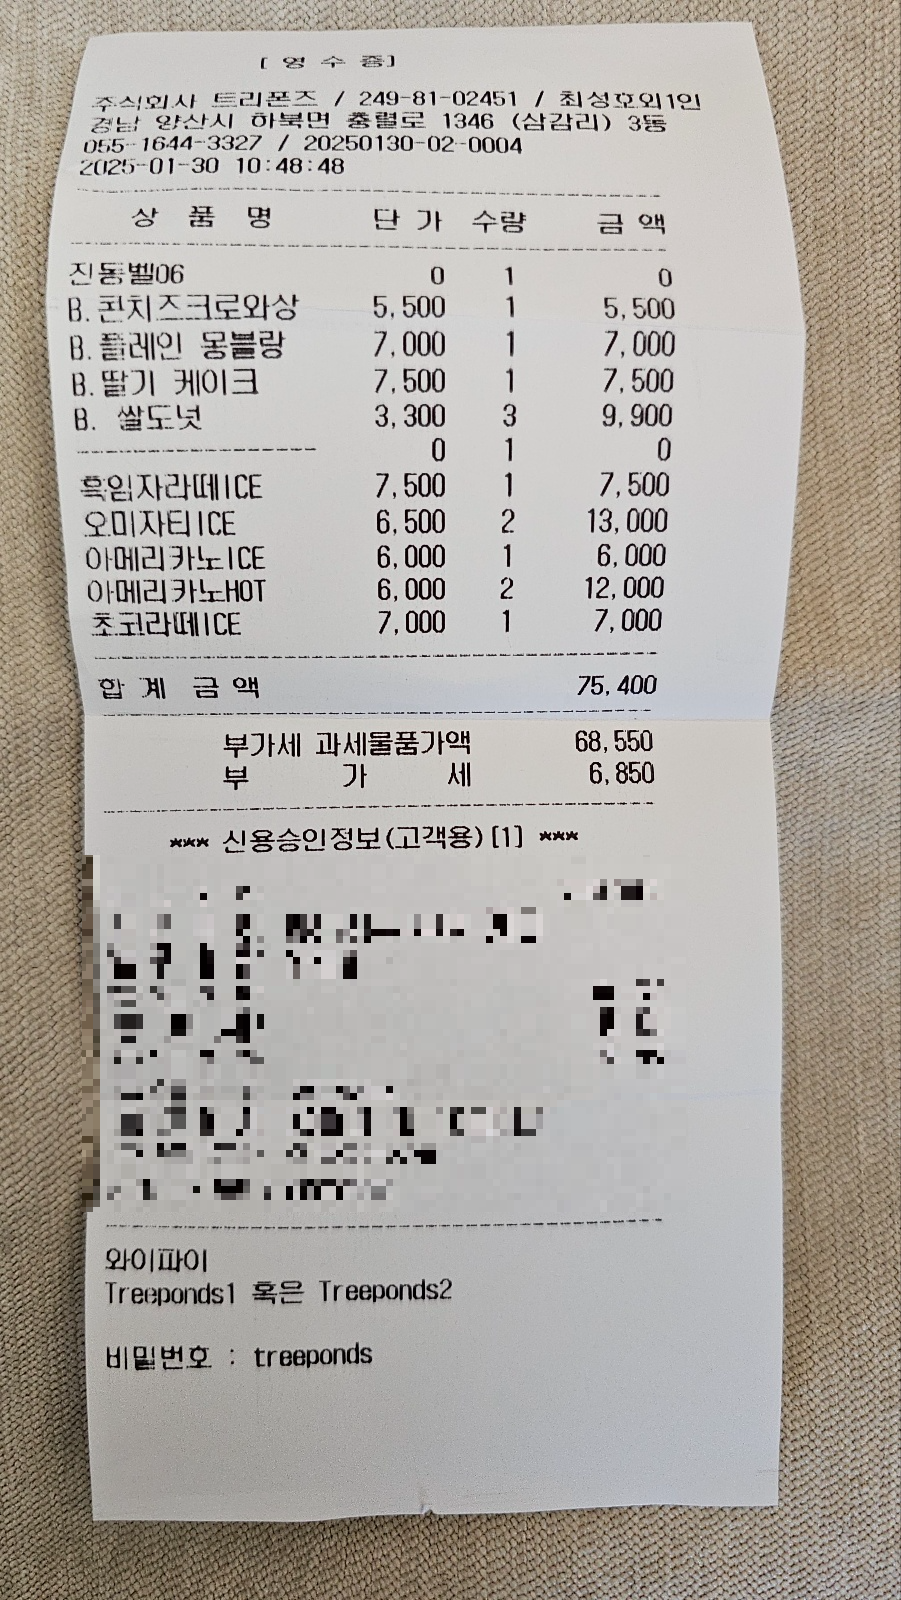 [ 영 수 증]
주식회사 트리폰즈 / 249-81-02451 / 최성호외1인
경남 양산시 하북면 충렬로 1346 (삼감리) 3동
055-1644-3327 / 20250130-02-0004
2025-01-30 10:48:48
상 품 명 단 가 수량 금 액
진동벨06 0 1 0
B.콘치즈크로와상 5,500 1 5,500
B.플레인 몽블랑 7,000 1 7,000
B.딸기 케이크 7,500 1 7,500
B. 쌀도넛 3,300 3 9,900
---------------------- 0 1 0
흑임자라떼ICE 7,500 1 7,500
오미자티ICE 6,500 2 13,000
아메리카노ICE 6,000 1 6,000
아메리카노HOT 6,000 2 12,000
초코라떼ICE 7,000 1 7,000
합 계 금 액 75,400
부가세 과세물품가액 68,550
부 가 세 6,850
*** 신용승인정보(고객용)[1] ***
와이파이
Treeponds1 혹은 Treeponds2
비밀번호 : treeponds